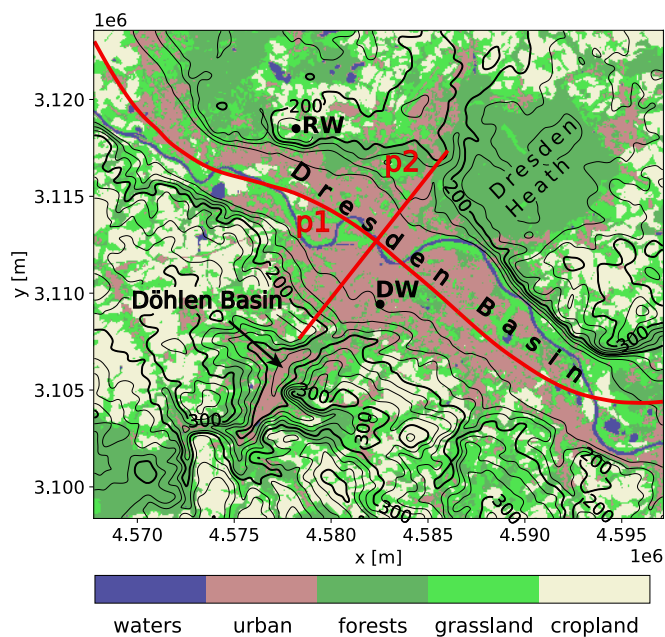 1e6
3.120
3.115
3.110
3.105
3.100
y [m]
200
RW
p2
Dresden
Heath
200
p1
Dresden Basin
DW
Döhlen Basin
300
300
300
300
300
200
200
300
4.570 4.575 4.580 4.585 4.590 4.595
x [m]
1e6
waters urban forests grassland cropland